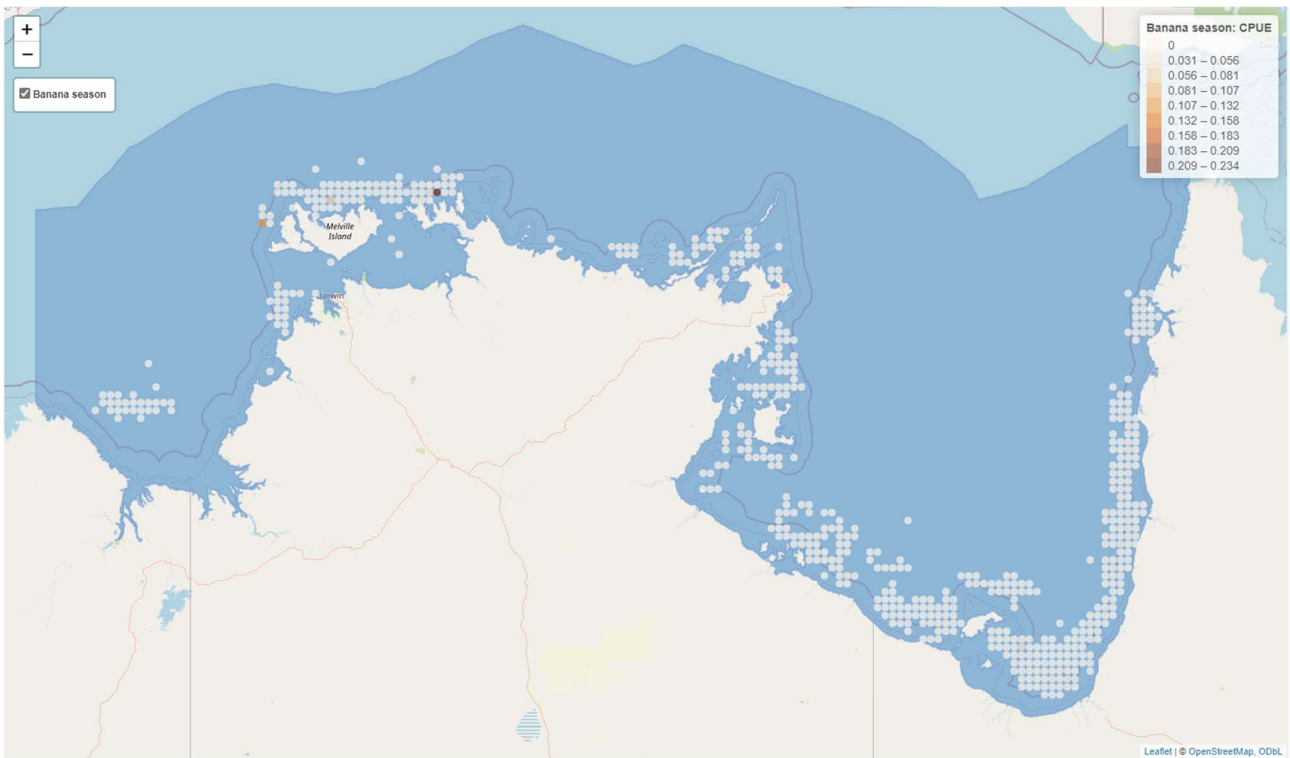 +
−
Banana season
Banana season: CPUE
0
0.031 – 0.056
0.056 – 0.081
0.081 – 0.107
0.107 – 0.132
0.132 – 0.158
0.158 – 0.183
0.183 – 0.209
0.209 – 0.234
Melville
Island
Leaflet | © OpenStreetMap, ODbL